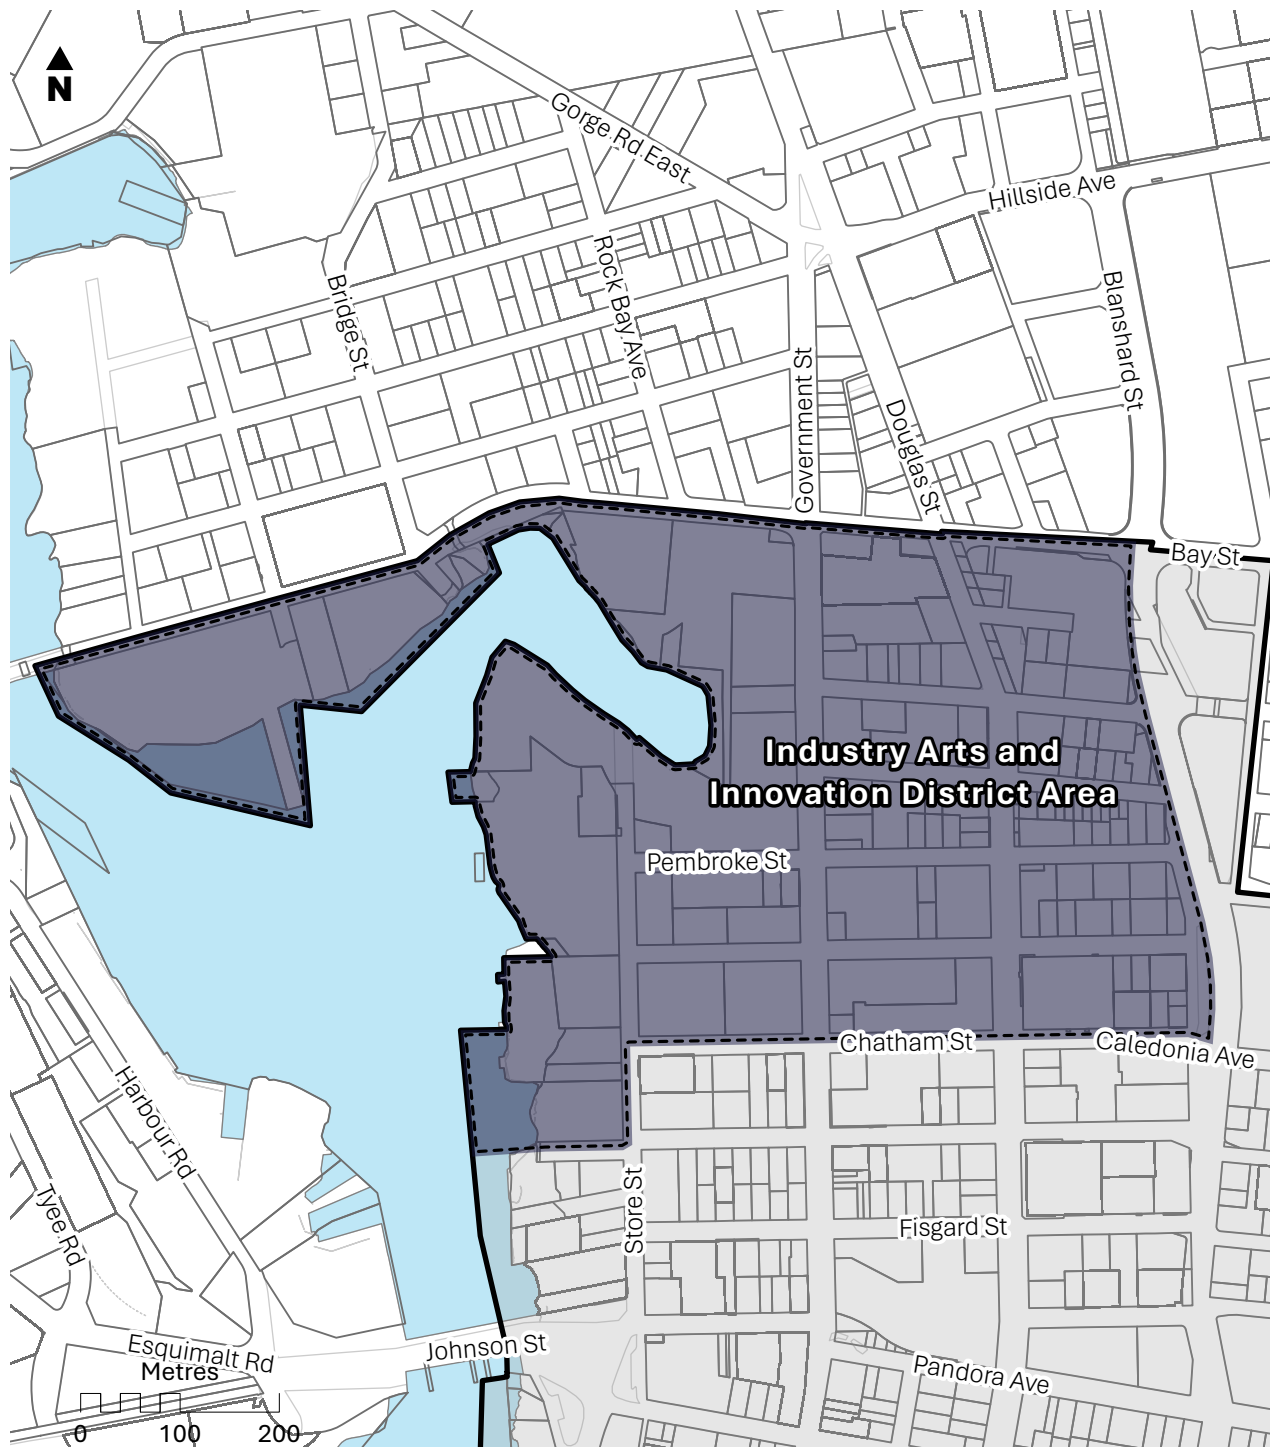 N
Gorge Rd East
Hillside Ave
Rock Bay Ave
Bridge St
Blanshard St
Government St
Douglas St
Bay St
Industry Arts and
Innovation District Area
Pembroke St
Chatham St
Caledonia Ave
Harbour Rd
Tyee Rd
Store St
Fisgard St
Esquimalt Rd
Johnson St
Pandora Ave
Metres
0 100 200